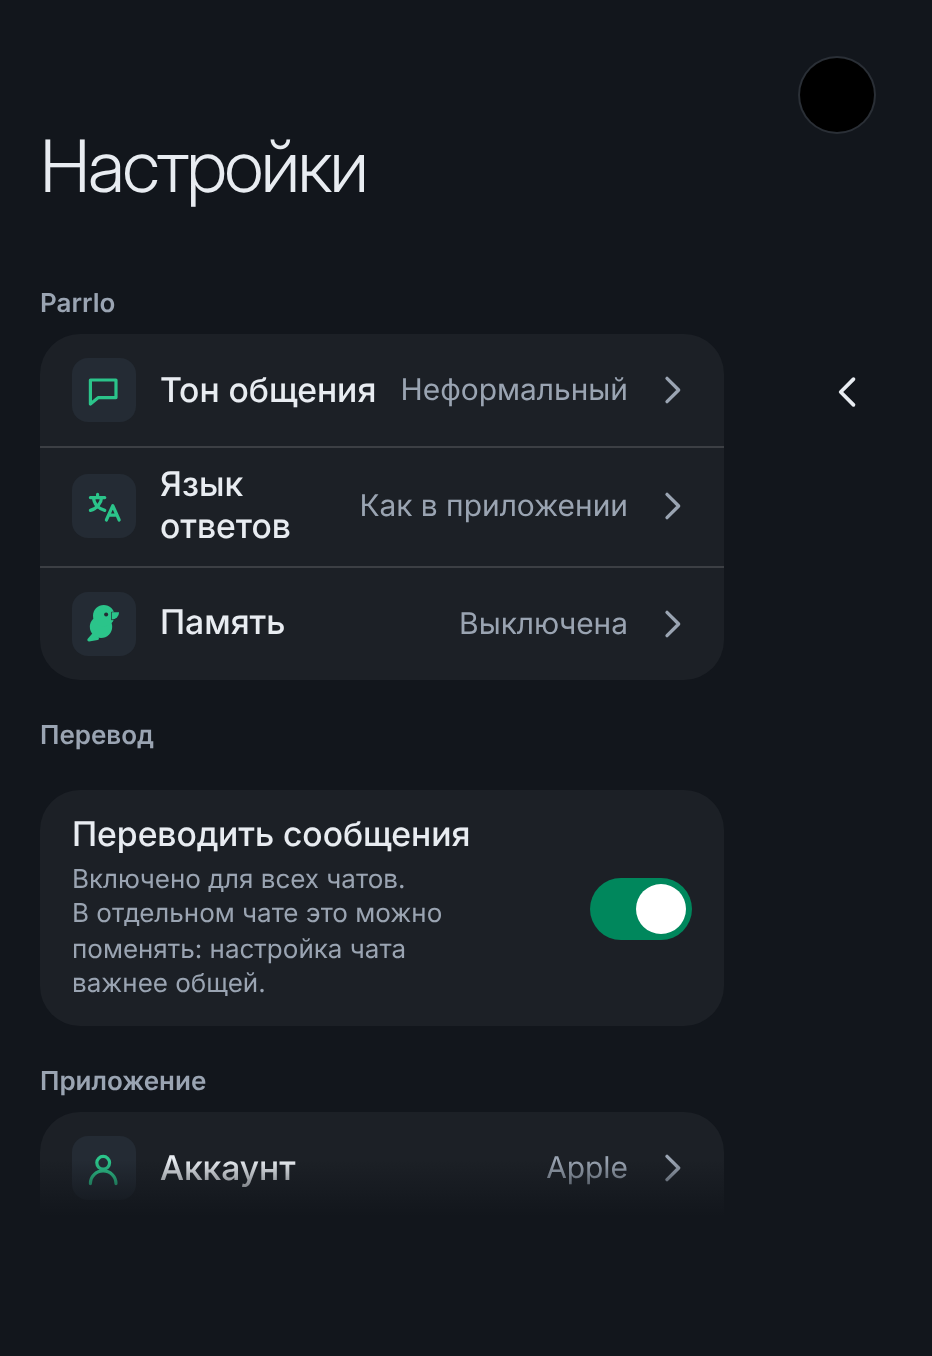 Настройки
Parrlo
Тон общения Неформальный
Язык
ответов
Как в приложении
Память Выключена
Перевод
Переводить сообщения
Включено для всех чатов.
В отдельном чате это можно
поменять: настройка чата
важнее общей.
Приложение
Аккаунт Apple